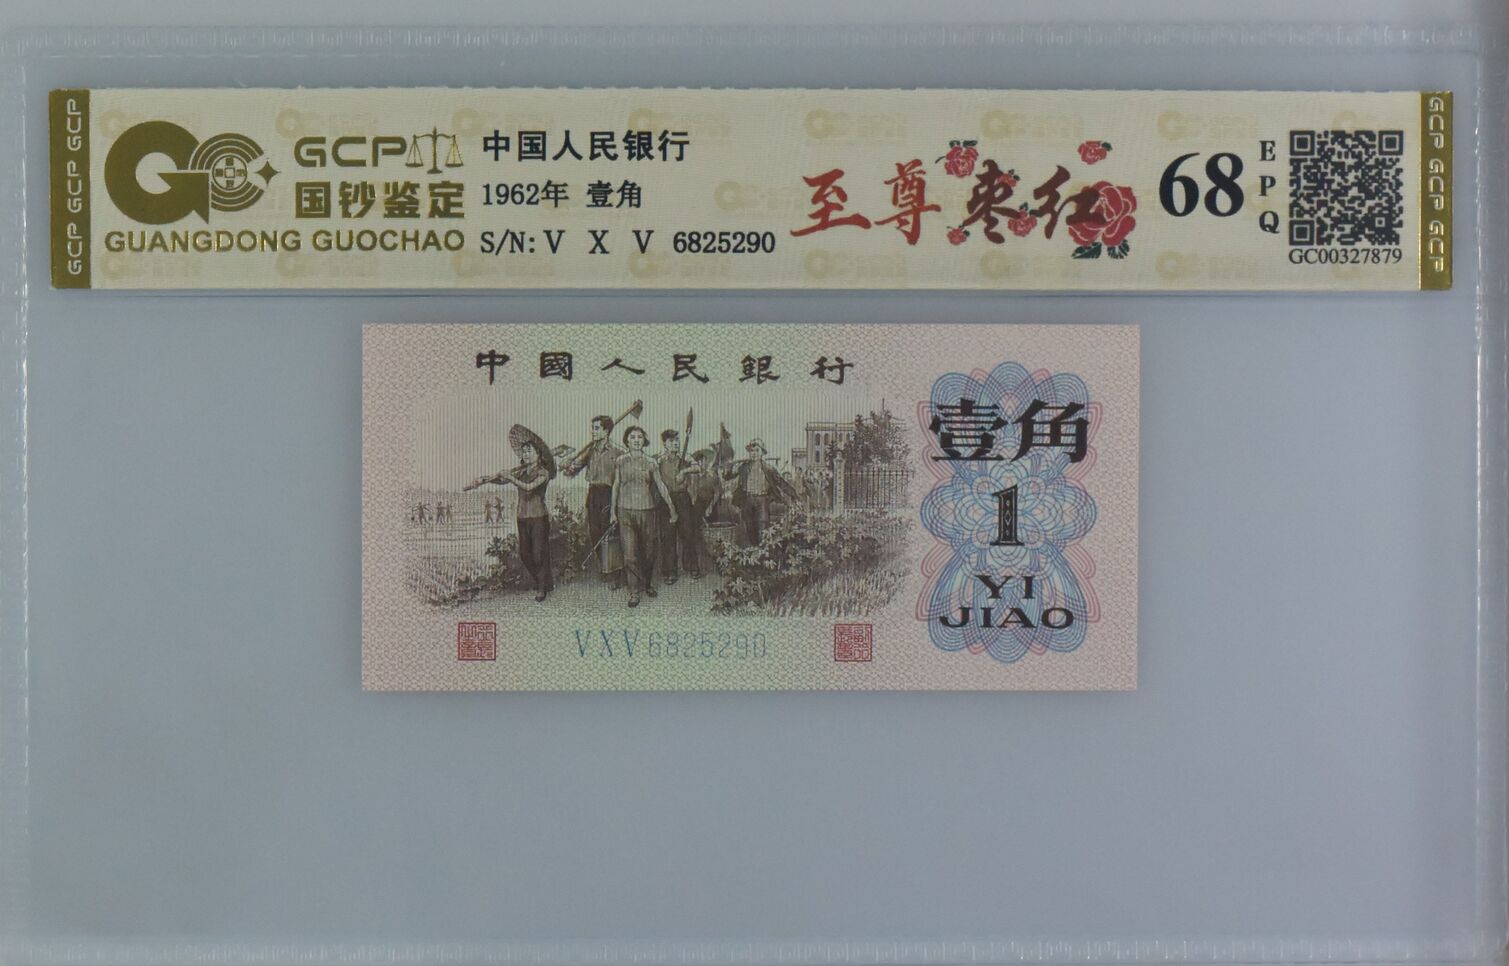 GCP GCP GCP
GCP
国钞鉴定
GUANGDONG GUOCHAO
中国人民银行
1962年 壹角
S/N: V X V 6825290
至尊枣红
68
EPQ
GC00327879
GCP GCP GCP
中國人民銀行
壹角
1
YI
JIAO
VXV6825290